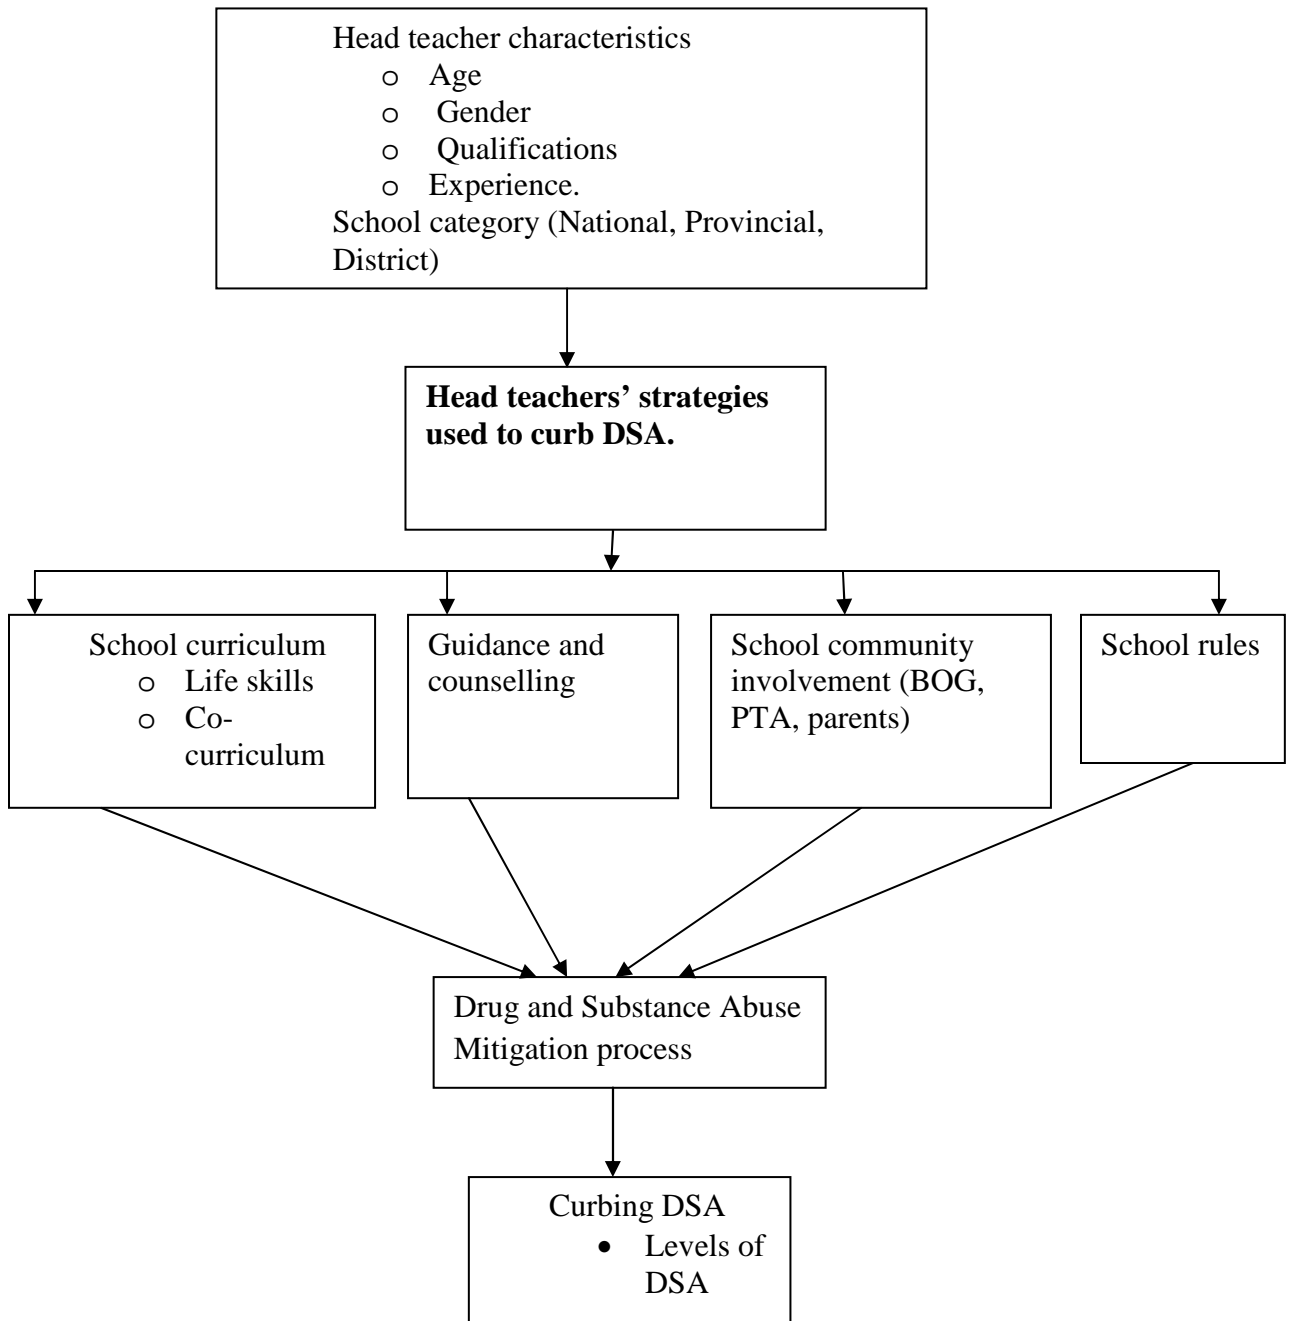 Head teacher characteristics
o Age
o Gender
o Qualifications
o Experience.
School category (National, Provincial,
District)
Head teachers’ strategies
used to curb DSA.
School curriculum
o Life skills
o Co-
curriculum
Guidance and
counselling
School community
involvement (BOG,
PTA, parents)
School rules
Drug and Substance Abuse
Mitigation process
Curbing DSA
• Levels of
DSA